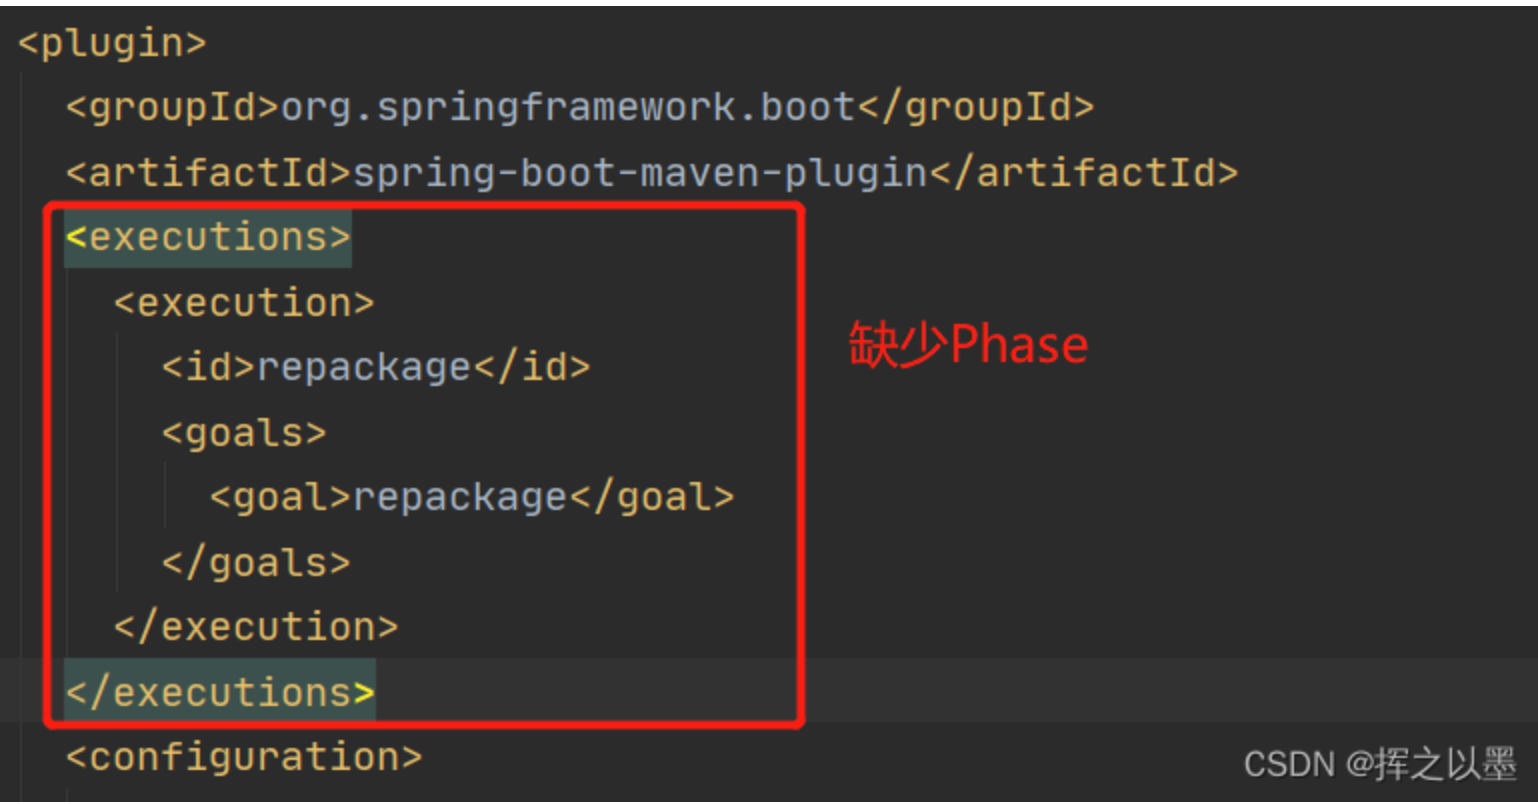 <plugin>
<groupId>org.springframework.boot</groupId>
<artifactId>spring-boot-maven-plugin</artifactId>
<executions>
<execution>
<id>repackage</id>
缺少Phase
<goals>
<goal>repackage</goal>
</goals>
</execution>
</executions>
<configuration>
CSDN @挥之以墨